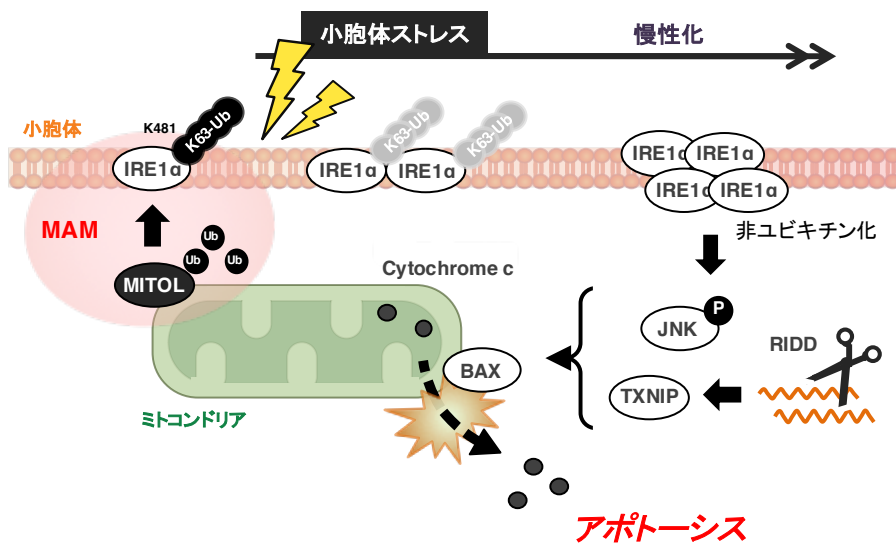 小胞体ストレス
慢性化
小胞体
K481
K63-Ub
K63-Ub
K63-Ub
IRE1α
IRE1α
IRE1α
IRE1α
IRE1α
IRE1α
IRE1α
MAM
非ユビキチン化
Ub
Ub
Ub
MITOL
Cytochrome c
P
JNK
RIDD
BAX
TXNIP
ミトコンドリア
アポトーシス